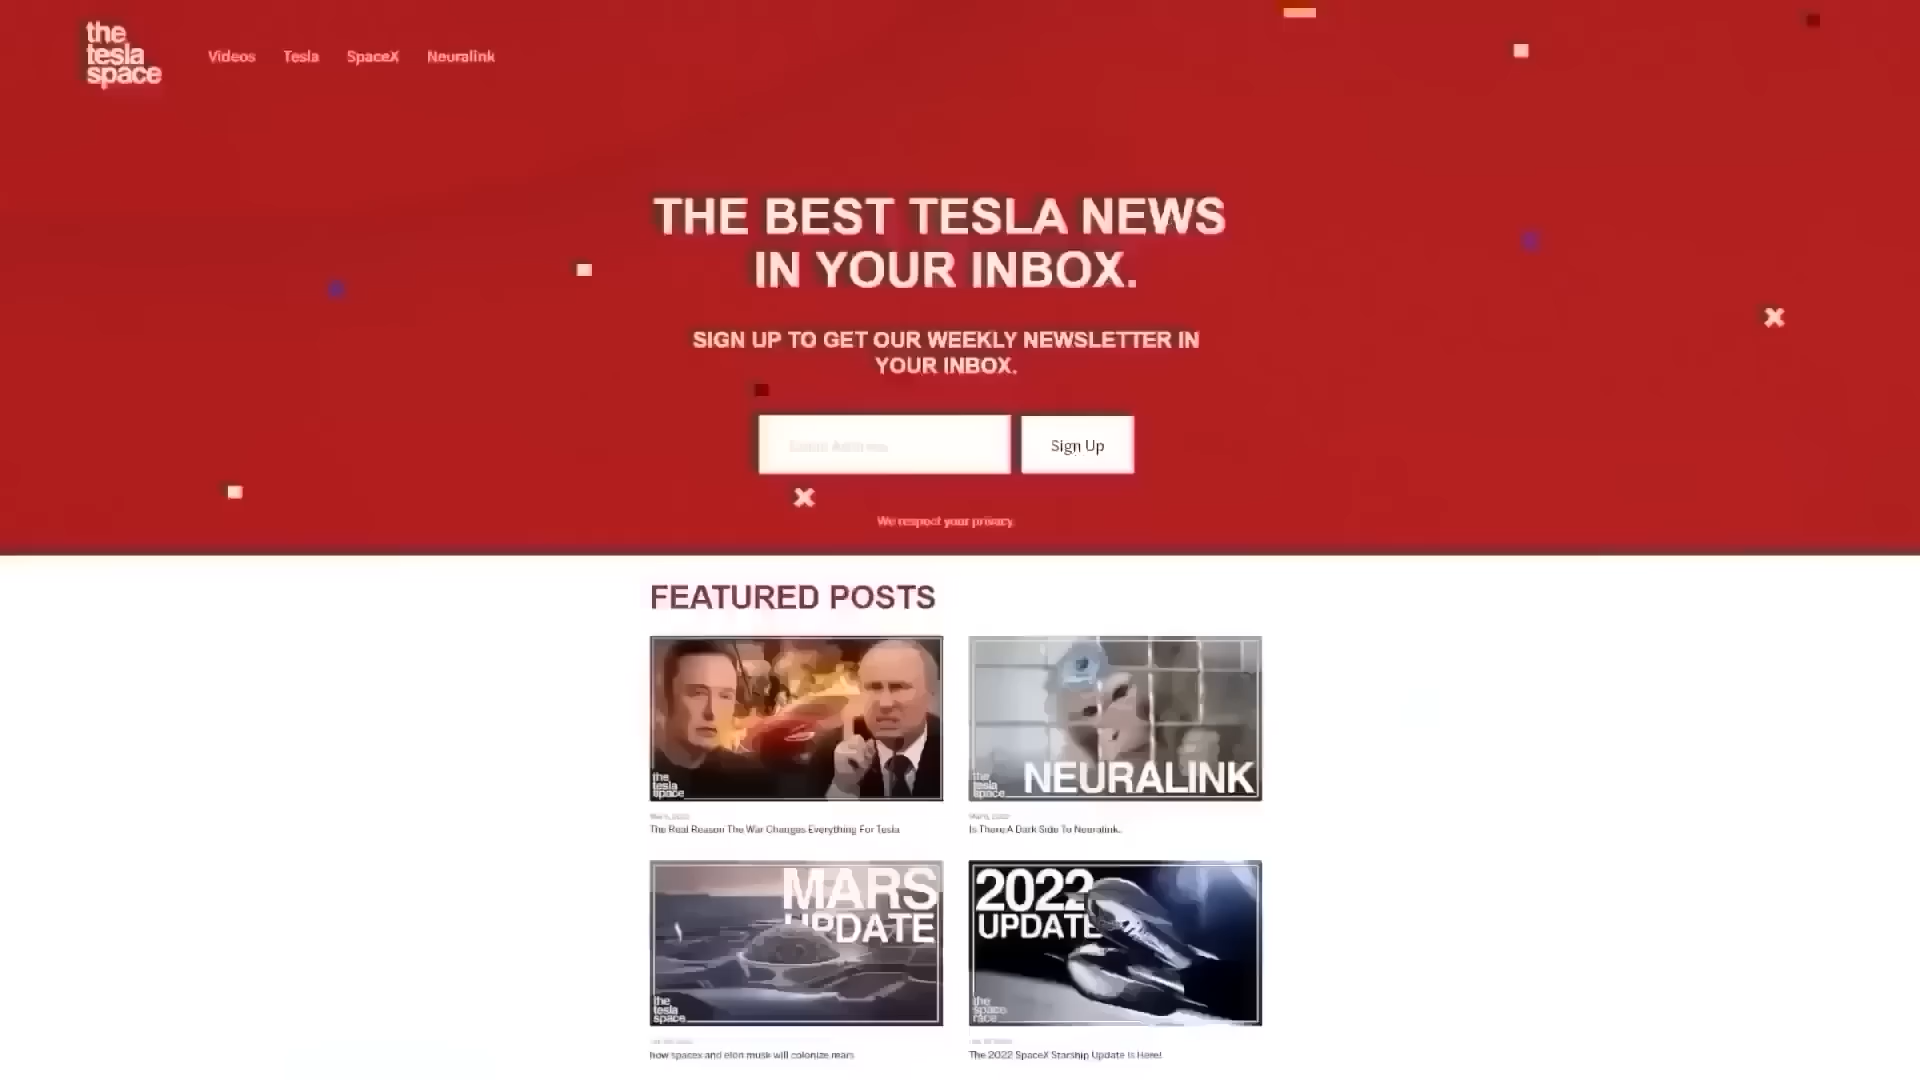 the
tesla
space
Videos Tesla SpaceX Neuralink
THE BEST TESLA NEWS
IN YOUR INBOX.
SIGN UP TO GET OUR WEEKLY NEWSLETTER IN
YOUR INBOX.
Email Address
Sign Up
We respect your privacy.
FEATURED POSTS
the
tesla
space
the
tesla
space
NEURALINK
The Real Reason The War Changes Everything For Tesla
Is There A Dark Side To Neuralink.
MARS
UPDATE
the
tesla
space
2022
UPDATE
the
space
race
how spacex and elon musk will colonize mars
The 2022 SpaceX Starship Update Is Here!